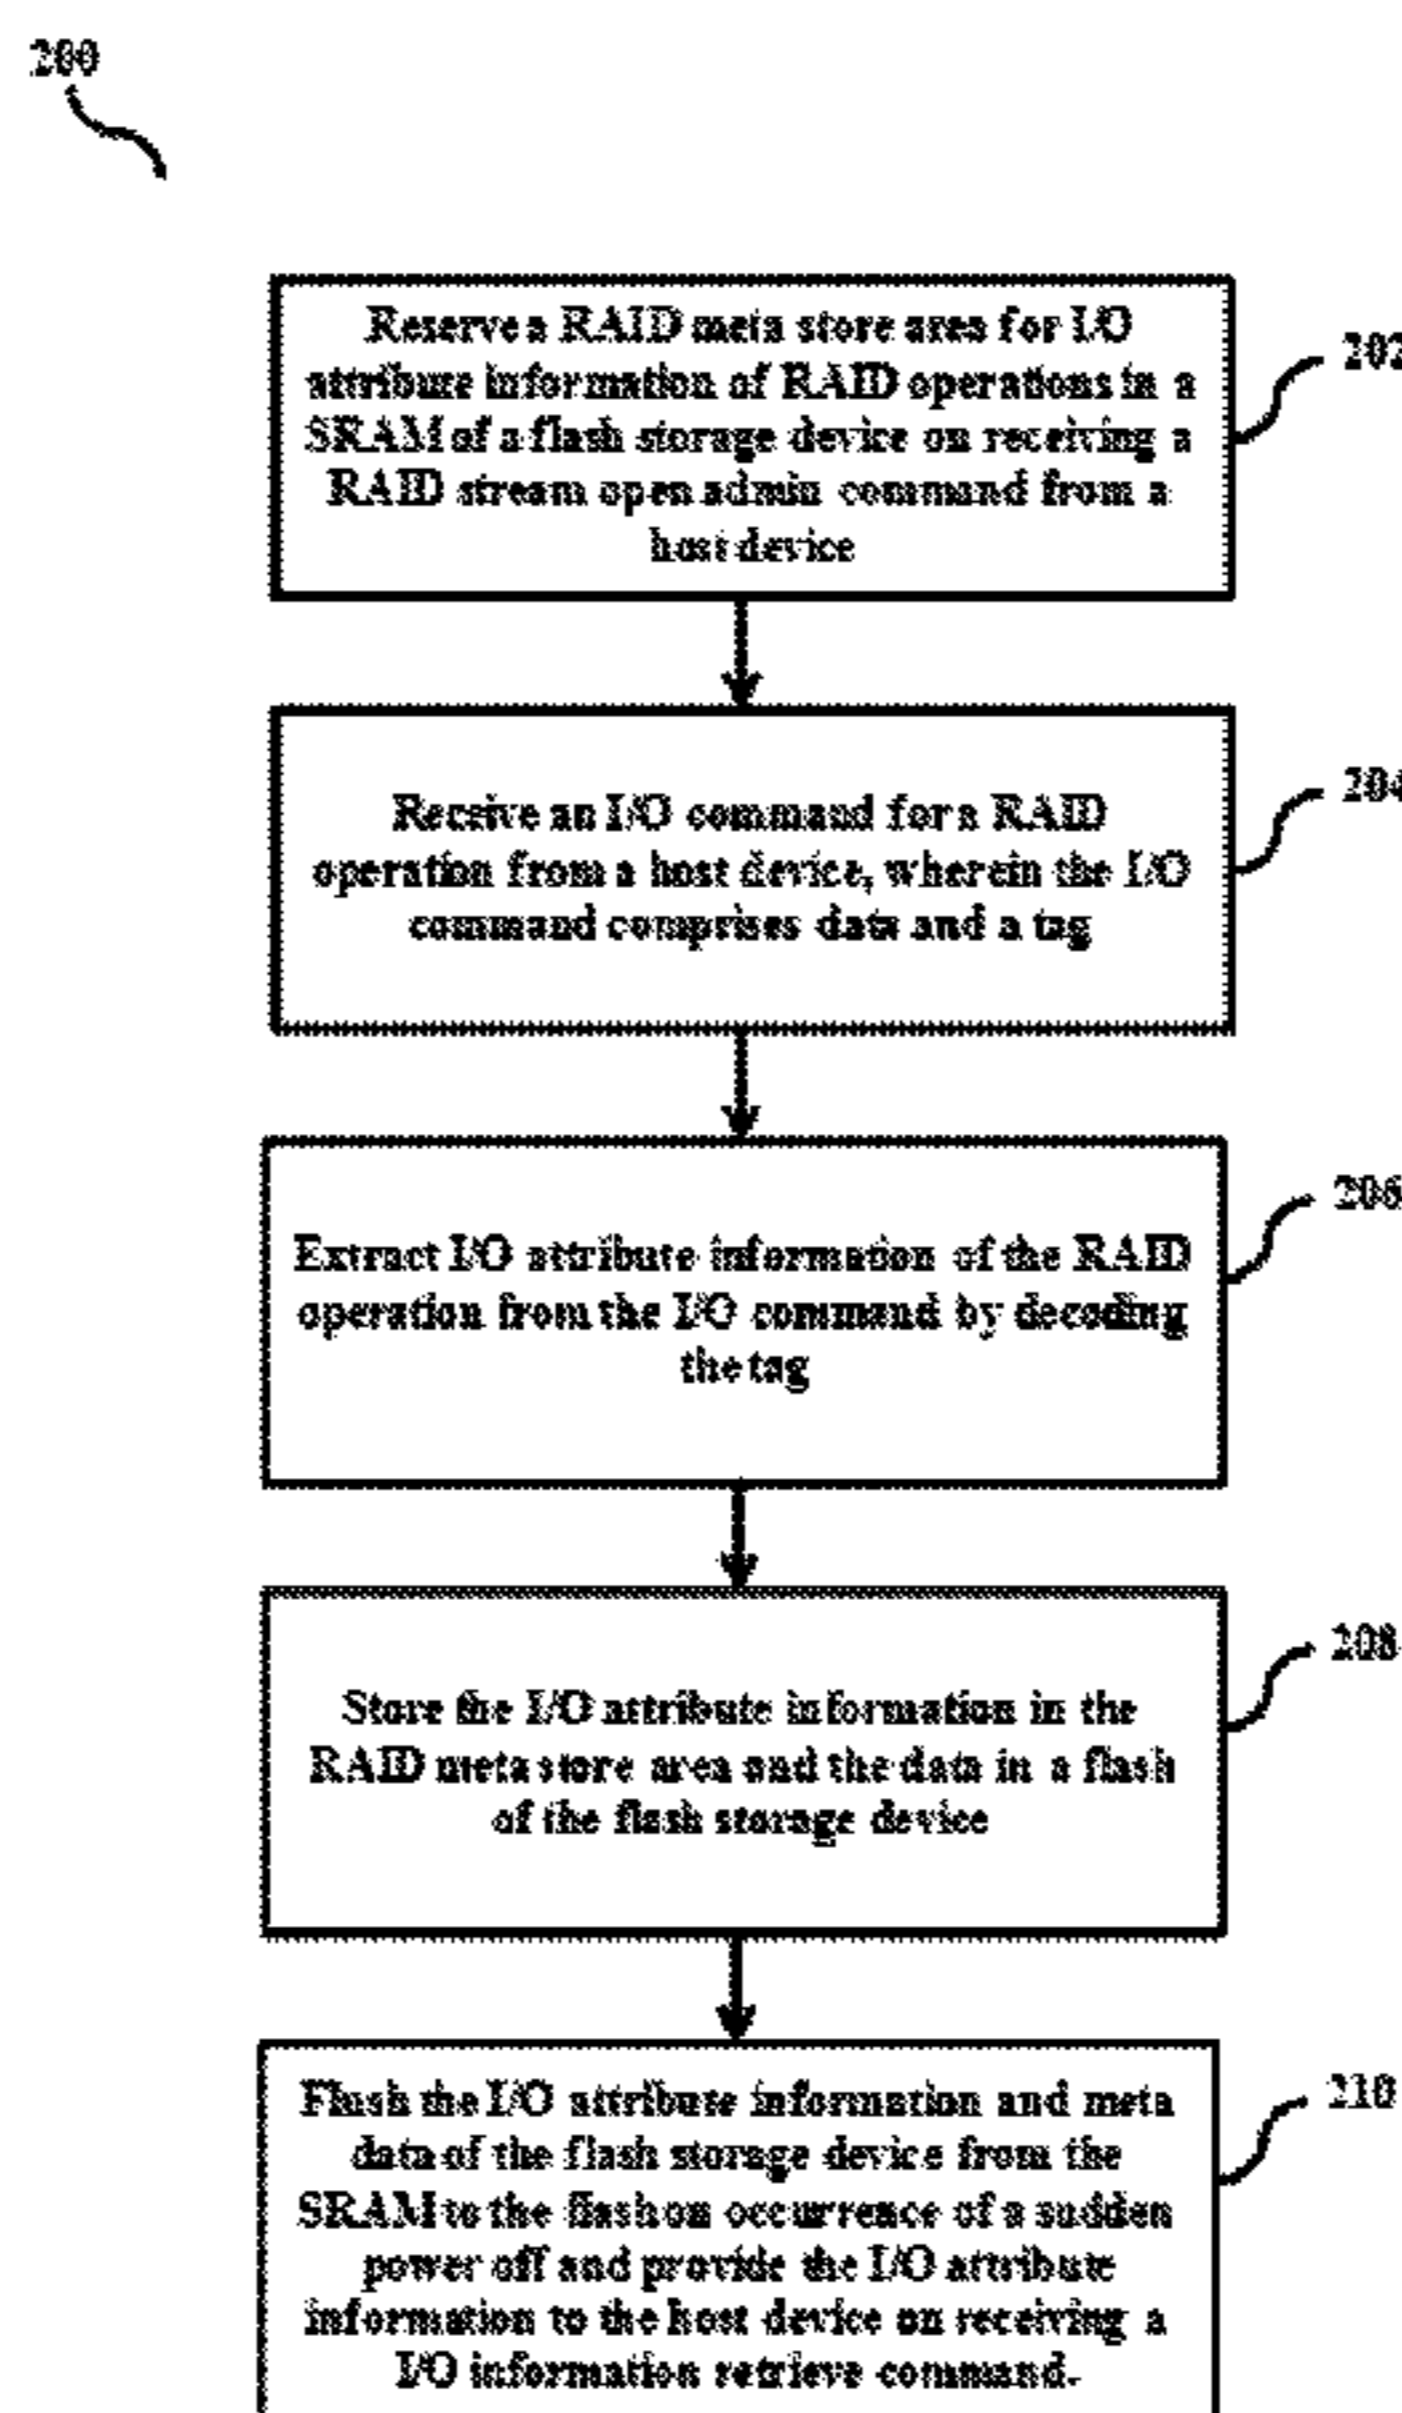 200
Reserve a RAID meta store area for I/O
attribute information of RAID operations in a
SRAM of a flash storage device on receiving a
RAID stream open admin command from a
host device
202
Receive an I/O command for a RAID
operation from a host device, wherein the I/O
command comprises data and a tag
204
Extract I/O attribute information of the RAID
operation from the I/O command by decoding
the tag
206
Store the I/O attribute information in the
RAID meta store area and the data in a flash
of the flash storage device
208
Flush the I/O attribute information and meta
data of the flash storage device from the
SRAM to the flash on occurrence of a sudden
power off and provide the I/O attribute
information to the host device on receiving a
I/O information retrieve command.
210